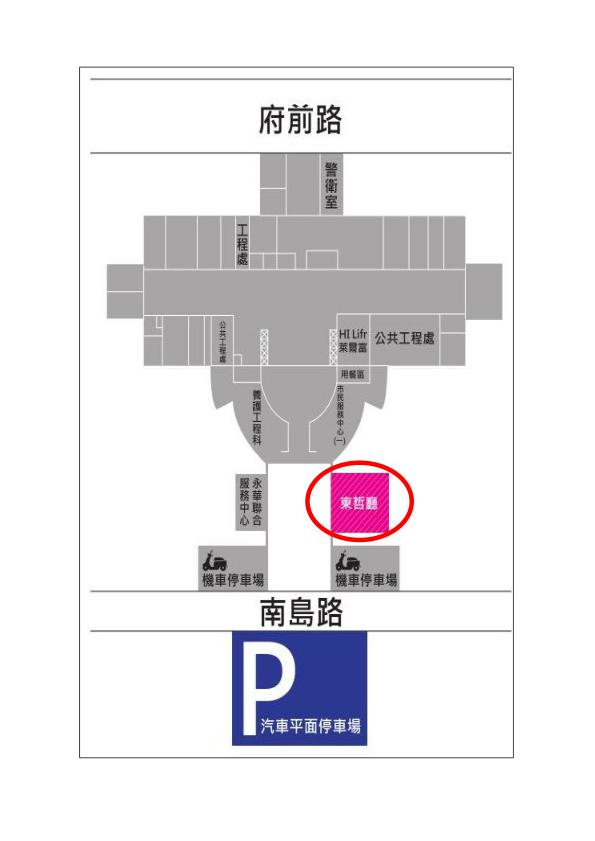 府前路
警衛室
工程處
公共工程處
HI Lifr
萊爾富
公共工程處
用餐區
養護工程科
市民服務中心(一)
永華聯合
服務中心
東哲廳
機車停車場
機車停車場
南島路
P
汽車平面停車場